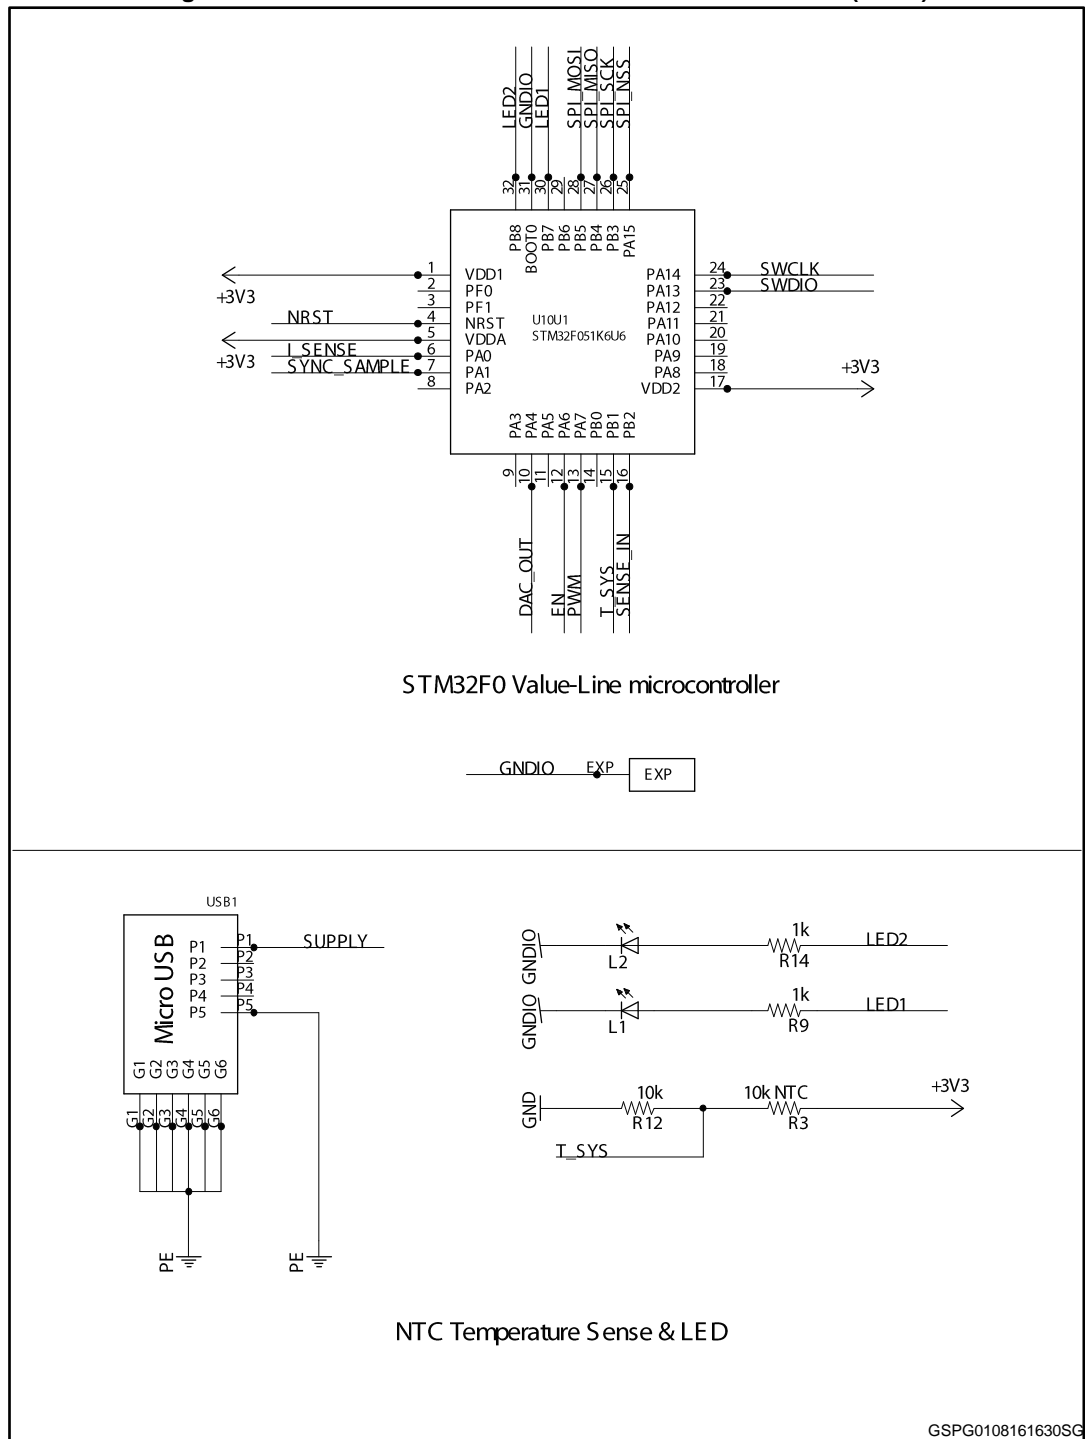 LED2
GNDIO
LED1
SPI_MOSI
SPI_MISO
SPI_SCK
SPI_NSS
32
31
30
29
28
27
26
25
PB8
BOOT0
PB7
PB6
PB5
PB4
PB3
PA15
1 VDD1
+3V3
2 PF0
3 PF1
NRST 4 NRST
5 VDDA
+3V3
I_SENSE 6 PA0
SYNC_SAMPLE 7 PA1
8 PA2
U10U1
STM32F051K6U6
PA14 24 SWCLK
PA13 23 SWDIO
PA12 22
PA11 21
PA10 20
PA9 19
PA8 18
VDD2 17
+3V3
PA3
PA4
PA5
PA6
PA7
PB0
PB1
PB2
9
10
11
12
13
14
15
16
DAC_OUT
EN
PWM
T_SYS
SENSE_IN
STM32F0 Value-Line microcontroller
GNDIO EXP EXP
USB1
Micro USB
P1 P1 SUPPLY
P2 P2
P3 P3
P4 P4
P5 P5
G1 G2 G3 G4 G5 G6
G1 G2 G3 G4 G5 G6
PE
PE
GNDIO
L2
1k
R14
LED2
GNDIO
L1
1k
R9
LED1
GND
10k
R12
10k NTC
R3
+3V3
T_SYS
NTC Temperature Sense & LED
GSPG0108161630SG